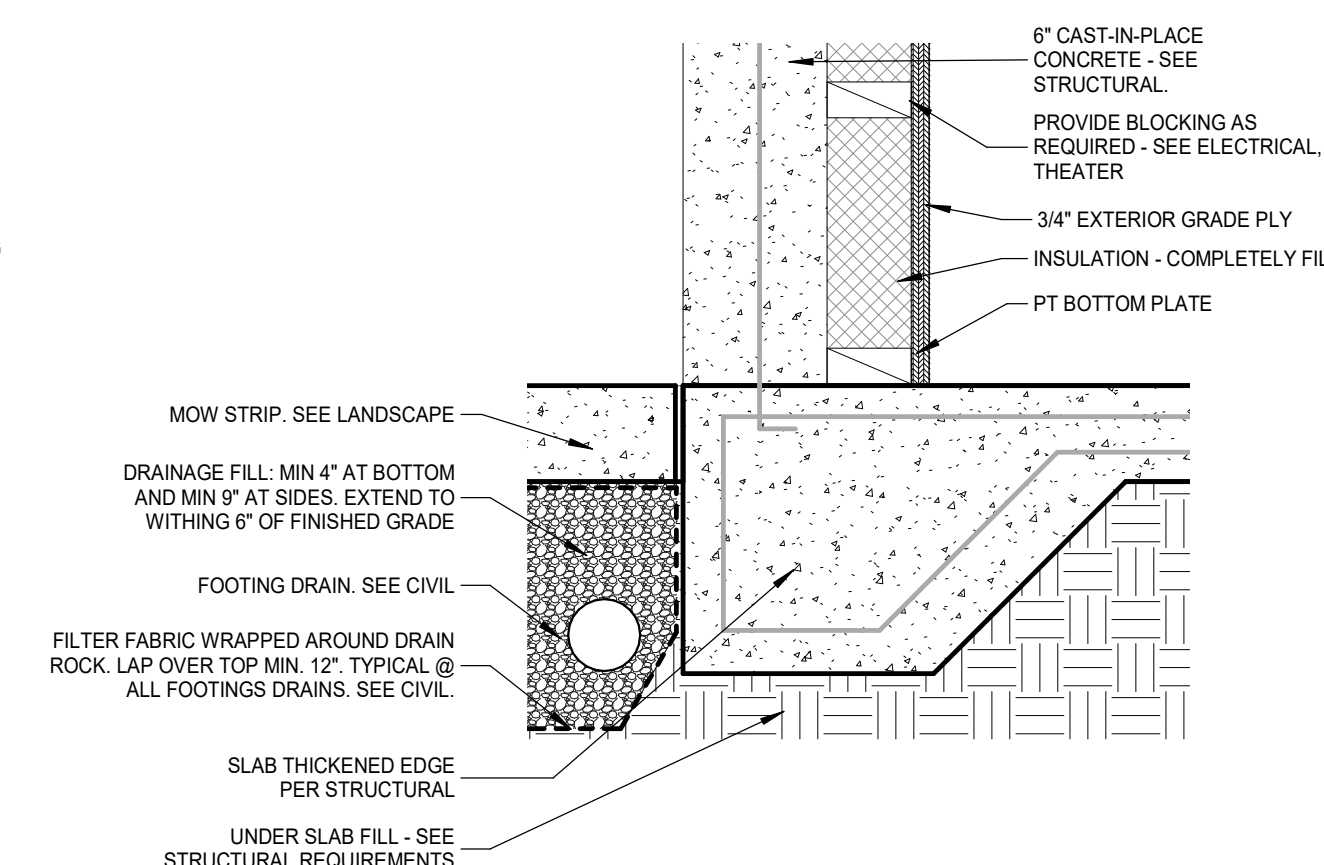 6" CAST-IN-PLACE
CONCRETE - SEE
STRUCTURAL.
PROVIDE BLOCKING AS
REQUIRED - SEE ELECTRICAL,
THEATER
3/4" EXTERIOR GRADE PLY
INSULATION - COMPLETELY
PT BOTTOM PLATE
MOW STRIP. SEE LANDSCAPE
DRAINAGE FILL: MIN 4" AT BOTTOM
AND MIN 9" AT SIDES. EXTEND TO
WITHING 6" OF FINISHED GRADE
FOOTING DRAIN. SEE CIVIL
FILTER FABRIC WRAPPED AROUND DRAIN
ROCK. LAP OVER TOP MIN. 12". TYPICAL @
ALL FOOTINGS DRAINS. SEE CIVIL.
SLAB THICKENED EDGE
PER STRUCTURAL
UNDER SLAB FILL - SEE
STRUCTURAL REQUIREMENTS